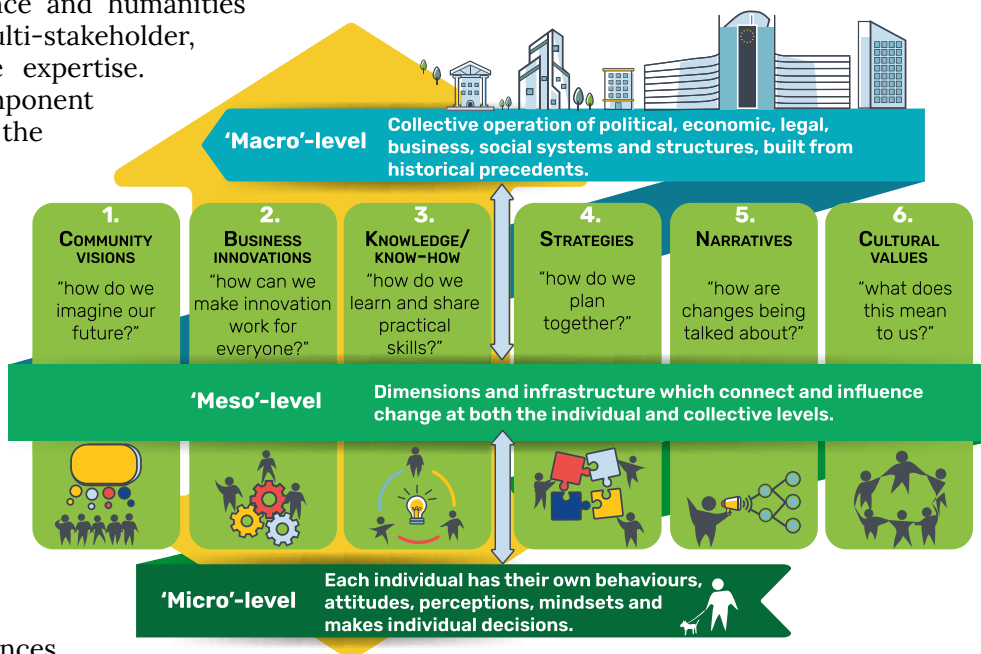 nce and humanities
ulti-stakeholder,
e expertise.
mponent
the
‘Macro’-level
Collective operation of political, economic, legal,
business, social systems and structures, built from
historical precedents.
1.
Community
visions
“how do we
imagine our
future?”
2.
Business
innovations
“how can we
make innovation
work for
everyone?”
3.
Knowledge/
know-how
“how do we
learn and share
practical
skills?”
4.
Strategies
“how do we
plan
together?”
5.
Narratives
“how are
changes being
talked about?”
6.
Cultural
values
“what does
this mean
to us?”
‘Meso’-level
Dimensions and infrastructure which connect and influence
change at both the individual and collective levels.
‘Micro’-level
Each individual has their own behaviours,
attitudes, perceptions, mindsets and
makes individual decisions.
nces